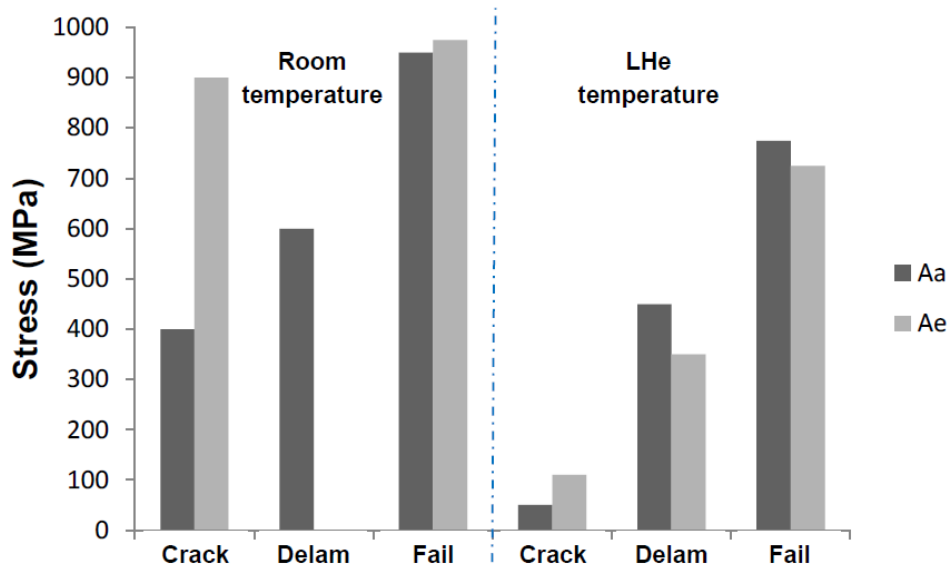 Stress (MPa)
1000
900
800
700
600
500
400
300
200
100
0
Room
temperature
LHe
temperature
Crack Delam Fail Crack Delam Fail
Aa
Ae